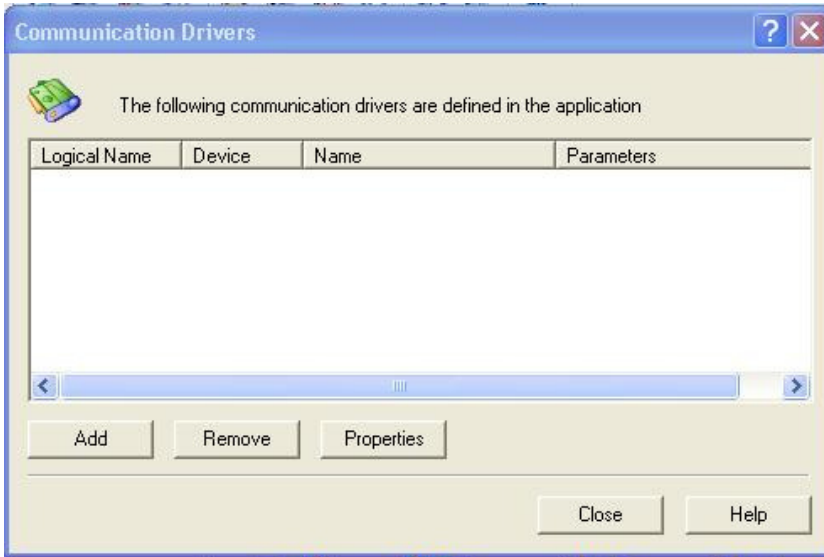 Communication Drivers
The following communication drivers are defined in the application
Logical Name Device Name Parameters
Add Remove Properties
Close Help